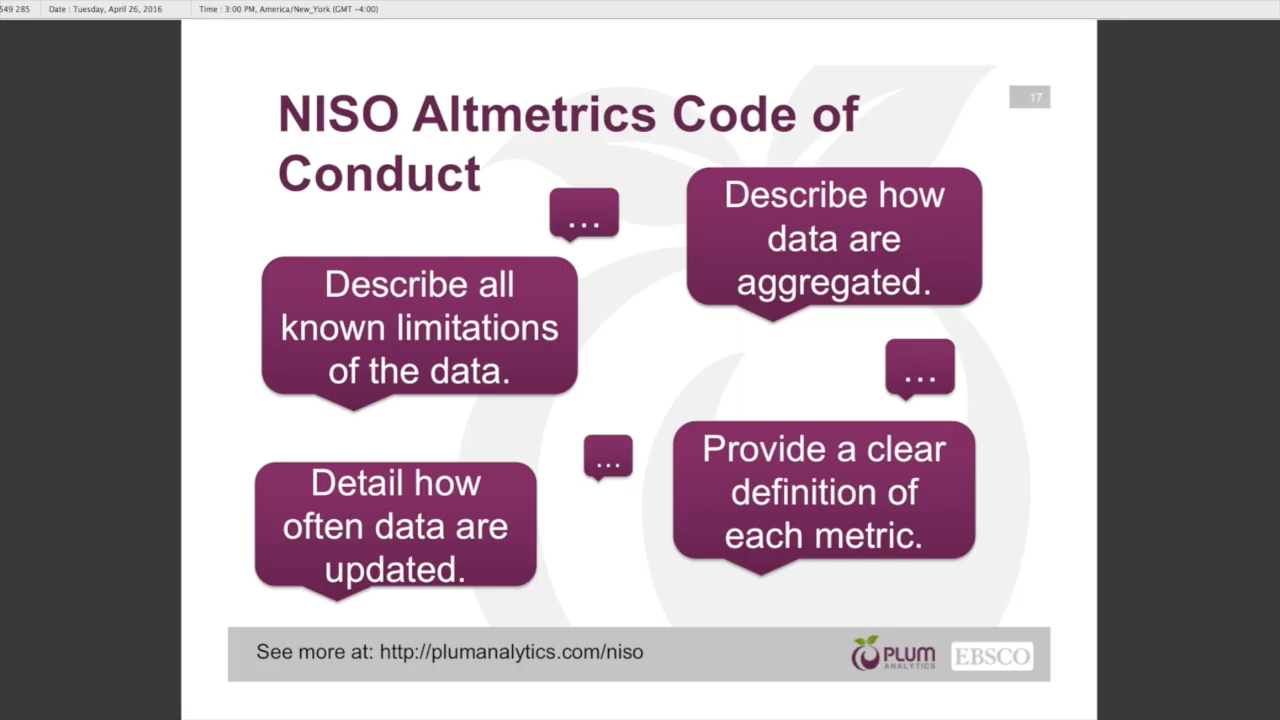 549 285 Date : Tuesday, April 26, 2016 Time : 3:00 PM, America/New_York (GMT -4:00)
17
NISO Altmetrics Code of
Conduct
...
Describe how
data are
aggregated.
Describe all
known limitations
of the data.
...
...
Detail how
often data are
updated.
Provide a clear
definition of
each metric.
See more at: http://plumanalytics.com/niso
PLUM
ANALYTICS
EBSCO